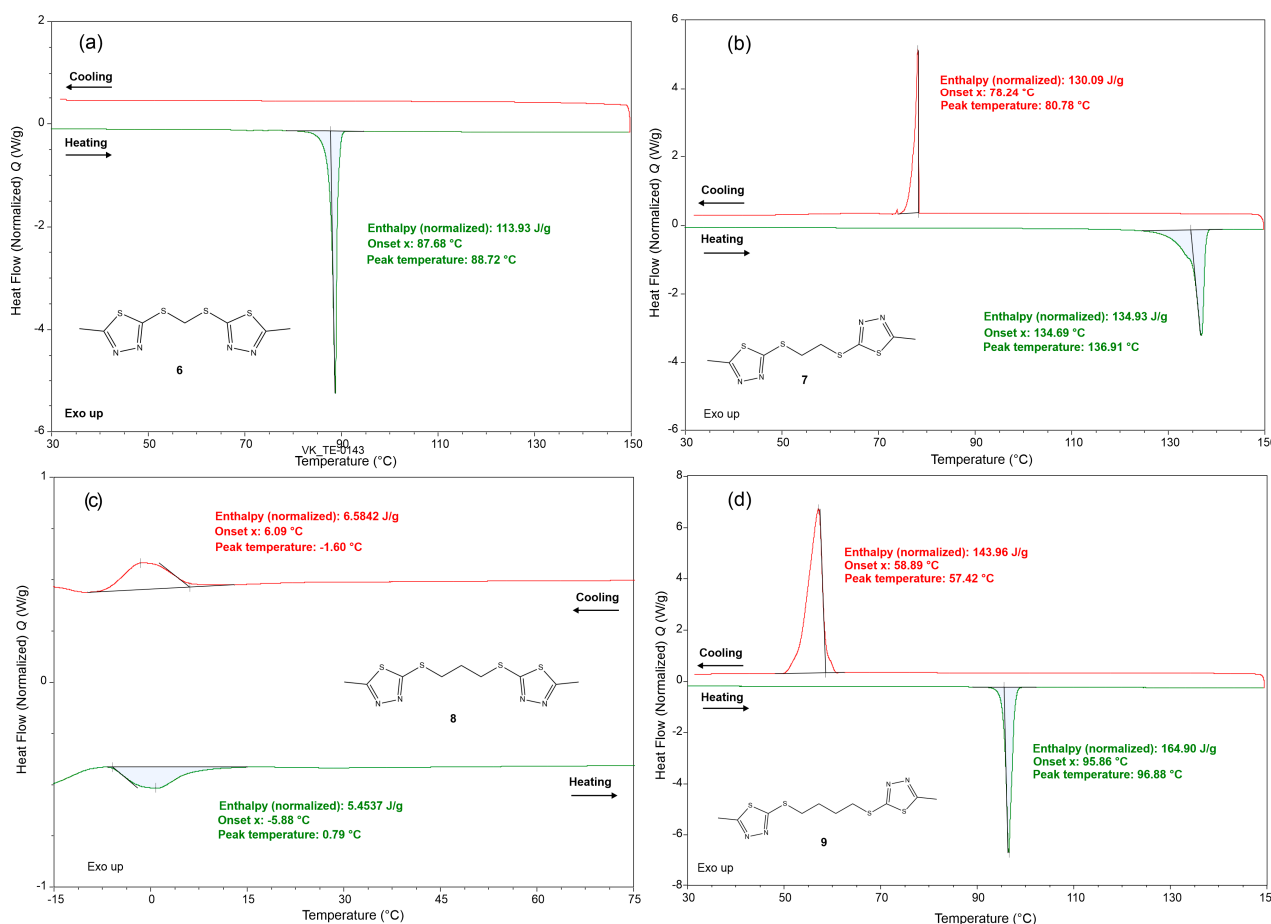 (a)
2
0
-2
-4
-6
Heat Flow (Normalized) Q (W/g)
Cooling
Heating
Enthalpy (normalized): 113.93 J/g
Onset x: 87.68 °C
Peak temperature: 88.72 °C
S S S S
N N N N
6
Exo up
30 50 70 90 110 130 150
VK_TE-0143
Temperature (°C)
(b)
6
4
2
0
-2
-4
-6
Heat Flow (Normalized) Q (W/g)
Enthalpy (normalized): 130.09 J/g
Onset x: 78.24 °C
Peak temperature: 80.78 °C
Cooling
Heating
Enthalpy (normalized): 134.93 J/g
Onset x: 134.69 °C
Peak temperature: 136.91 °C
N N
S S S S
N N
7
Exo up
30 50 70 90 110 130 150
Temperature (°C)
(c)
1
0
-1
Heat Flow (Normalized) Q (W/g)
Enthalpy (normalized): 6.5842 J/g
Onset x: 6.09 °C
Peak temperature: -1.60 °C
Cooling
S S S S
N N N N
8
Heating
Enthalpy (normalized): 5.4537 J/g
Onset x: -5.88 °C
Peak temperature: 0.79 °C
Exo up
-15 0 15 30 45 60 75
Temperature (°C)
(d)
8
6
4
2
0
-2
-4
-6
-8
Heat Flow (Normalized) Q (W/g)
Enthalpy (normalized): 143.96 J/g
Onset x: 58.89 °C
Peak temperature: 57.42 °C
Cooling
Heating
Enthalpy (normalized): 164.90 J/g
Onset x: 95.86 °C
Peak temperature: 96.88 °C
N N
S S S S
N N
9
Exo up
30 50 70 90 110 130 150
Temperature (°C)